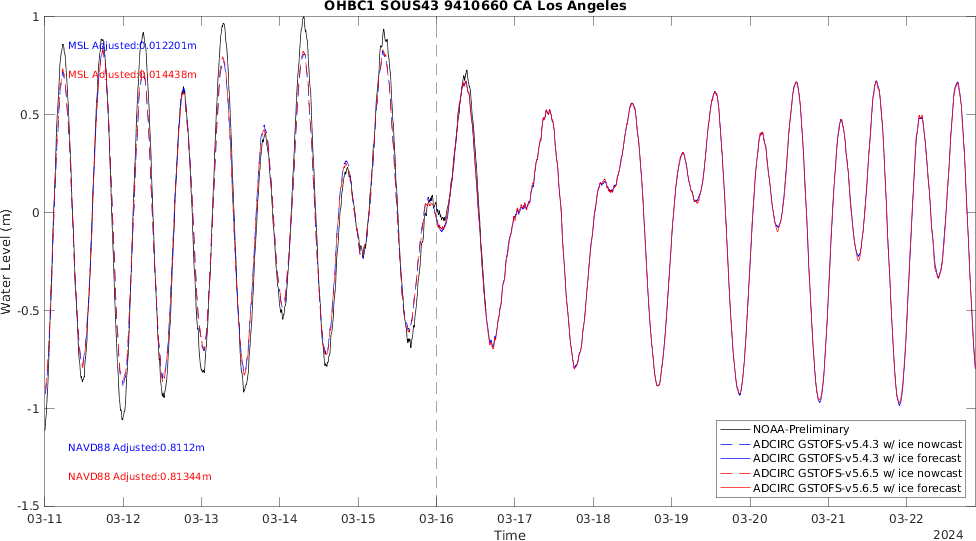 OHBC1 SOUS43 9410660 CA Los Angeles
1
MSL Adjusted:0.012201m
MSL Adjusted:0.014438m
0.5
0
Water Level (m)
-0.5
-1
NAVD88 Adjusted:0.8112m
NAVD88 Adjusted:0.81344m
-1.5
NOAA-Preliminary
ADCIRC GSTOFS-v5.4.3 w/ ice nowcast
ADCIRC GSTOFS-v5.4.3 w/ ice forecast
ADCIRC GSTOFS-v5.6.5 w/ ice nowcast
ADCIRC GSTOFS-v5.6.5 w/ ice forecast
03-11 03-12 03-13 03-14 03-15 03-16 03-17 03-18 03-19 03-20 03-21 03-22
Time
2024